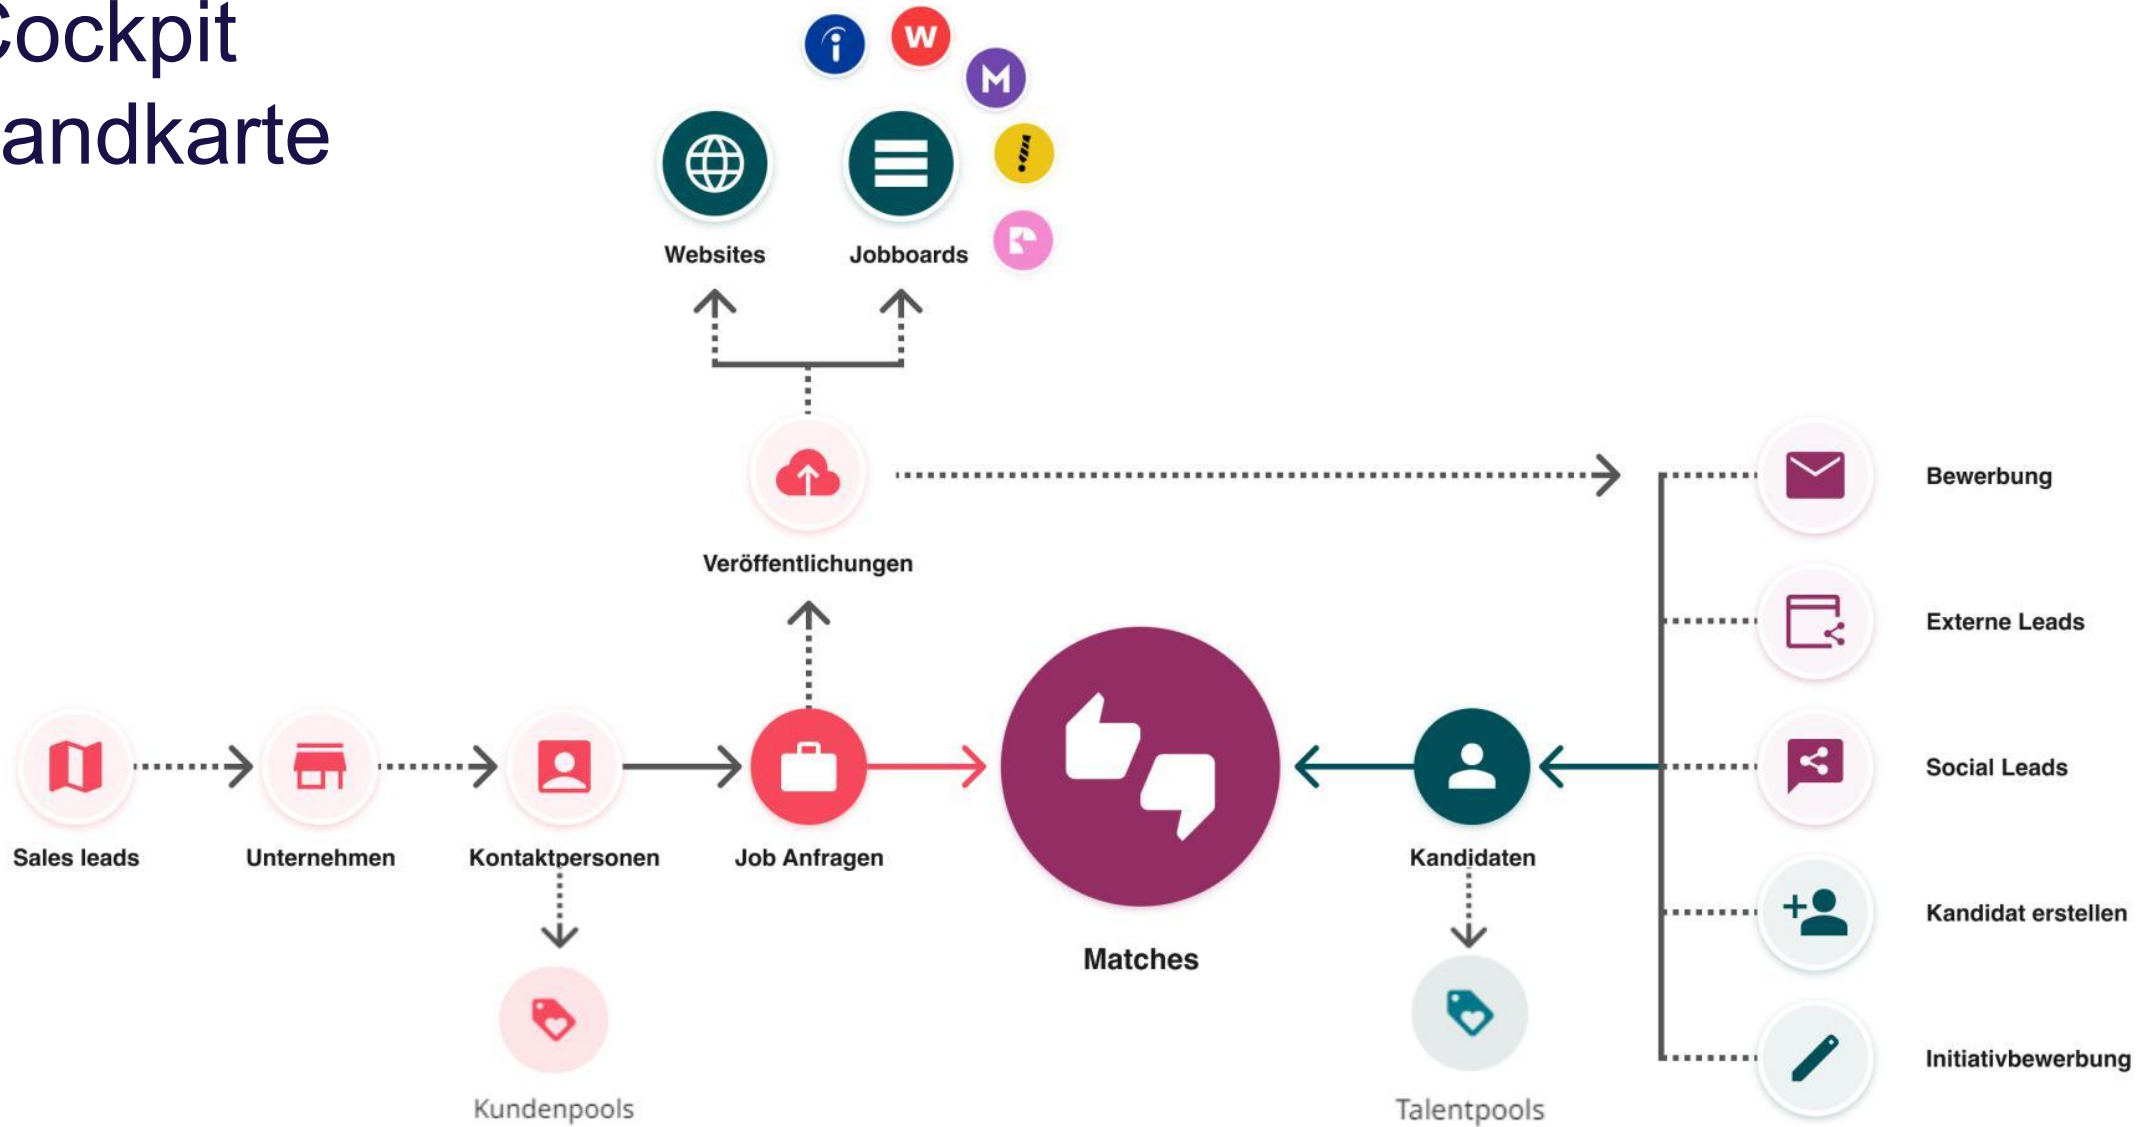 Cockpit
andkarte
W
M
Websites
Jobboards
Veröffentlichungen
Bewerbung
Externe Leads
Social Leads
Sales leads
Unternehmen
Kontaktpersonen
Job Anfragen
Kandidaten
Matches
Kandidat erstellen
Initiativbewerbung
Kundenpools
Talentpools